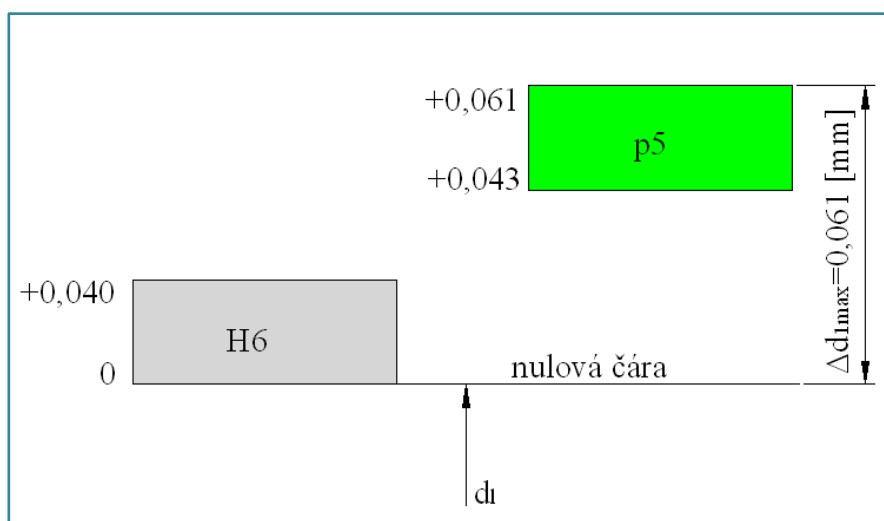 +0,061
p5
+0,043
Δd1max=0,061 [mm]
+0,040
H6
0
nulová čára
d1